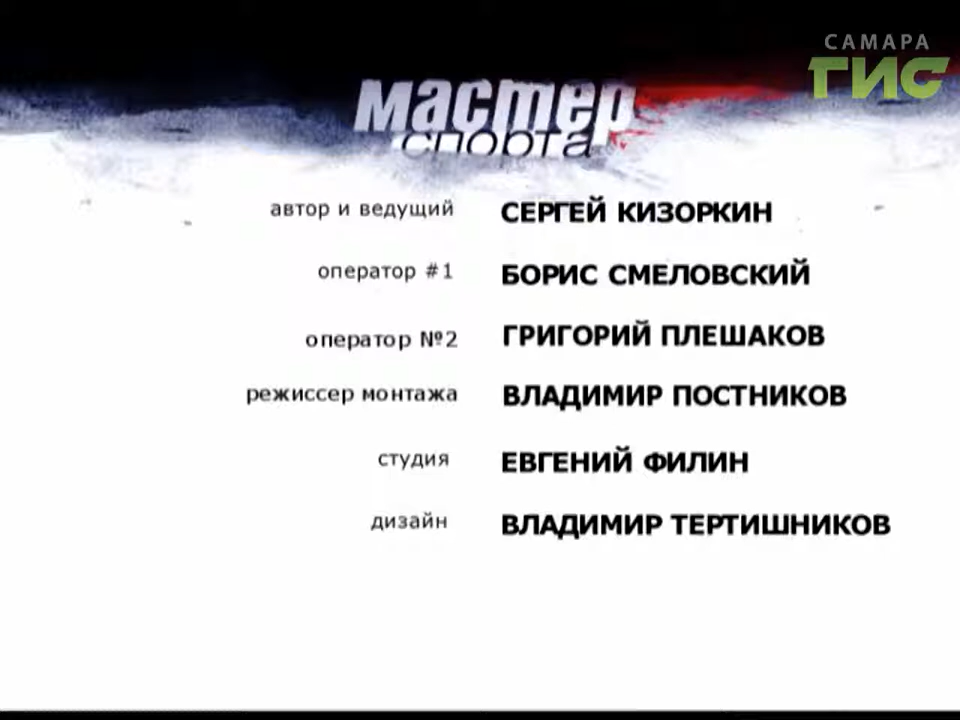 САМАРА
ГИС
мастер
спорта
автор и ведущий СЕРГЕЙ КИЗОРКИН
оператор #1 БОРИС СМЕЛОВСКИЙ
оператор №2 ГРИГОРИЙ ПЛЕШАКОВ
режиссер монтажа ВЛАДИМИР ПОСТНИКОВ
студия ЕВГЕНИЙ ФИЛИН
дизайн ВЛАДИМИР ТЕРТИШНИКОВ